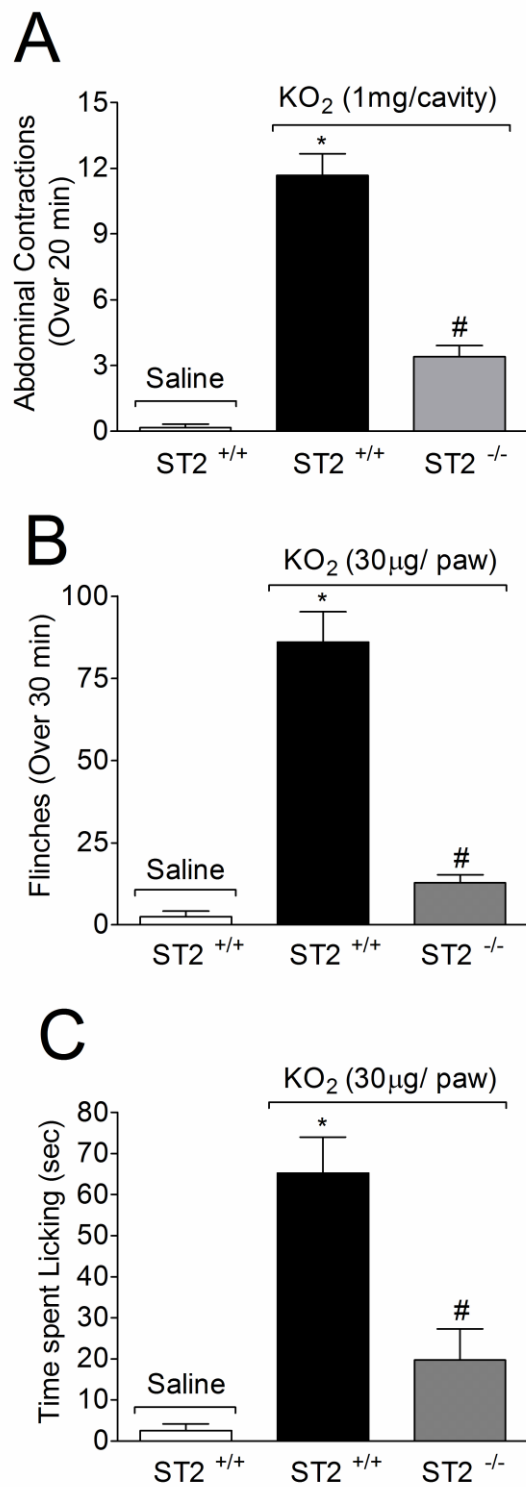 A
KO₂ (1mg/cavity)
Abdominal Contractions
(Over 20 min)
15
12
9
6
3
0
*
#
Saline
ST2 +/+
ST2 +/+
ST2 -/-
B
KO₂ (30μg/ paw)
Flinches (Over 30 min)
100
75
50
25
0
*
#
Saline
ST2 +/+
ST2 +/+
ST2 -/-
C
KO₂ (30μg/ paw)
Time spent Licking (sec)
80
70
60
50
40
30
20
10
0
*
#
Saline
ST2 +/+
ST2 +/+
ST2 -/-